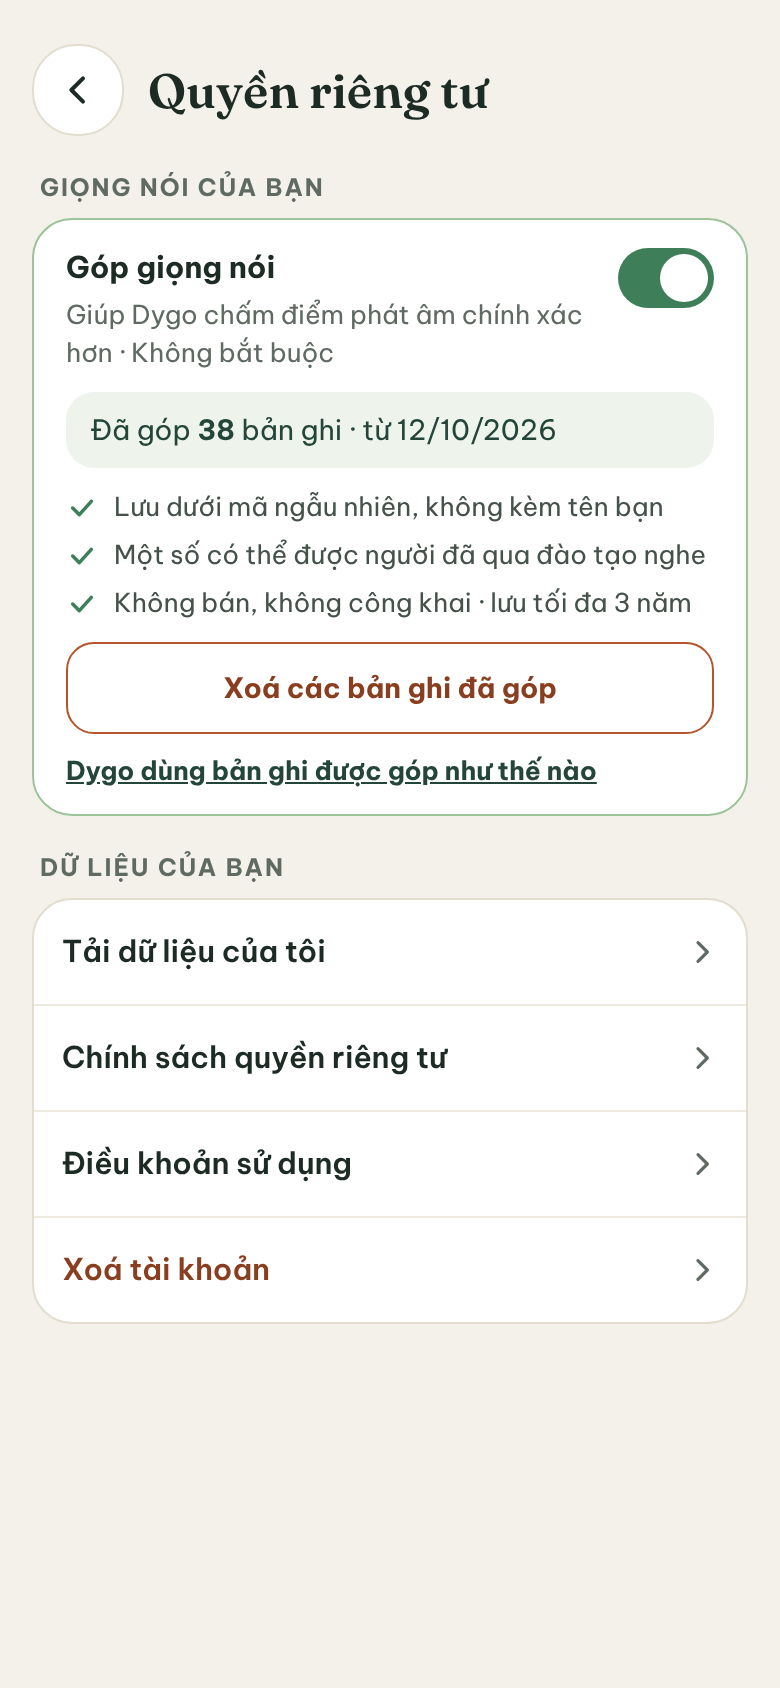 Quyền riêng tư
GIỌNG NÓI CỦA BẠN
Góp giọng nói
Giúp Dygo chấm điểm phát âm chính xác
hơn · Không bắt buộc
Đã góp 38 bản ghi · từ 12/10/2026
Lưu dưới mã ngẫu nhiên, không kèm tên bạn
Một số có thể được người đã qua đào tạo nghe
Không bán, không công khai · lưu tối đa 3 năm
Xoá các bản ghi đã góp
Dygo dùng bản ghi được góp như thế nào
DỮ LIỆU CỦA BẠN
Tải dữ liệu của tôi
Chính sách quyền riêng tư
Điều khoản sử dụng
Xoá tài khoản